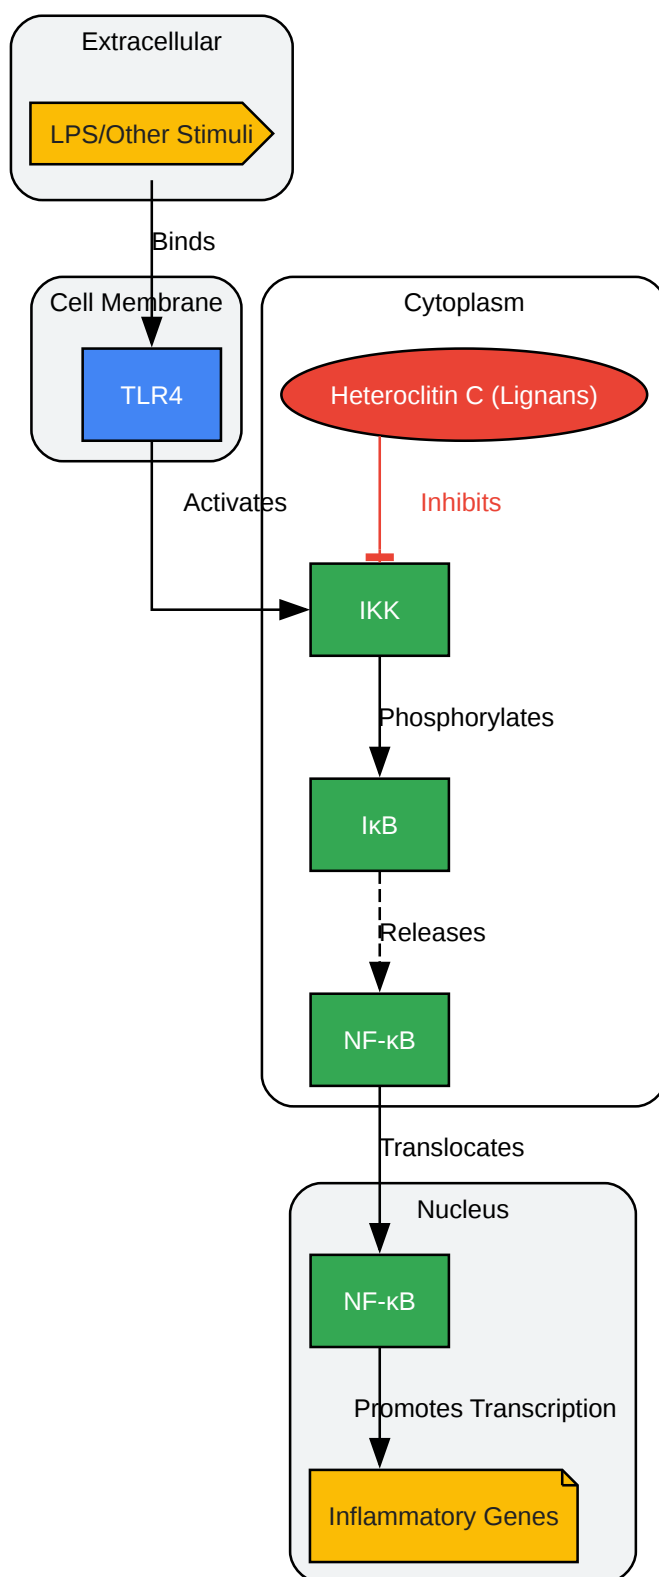 Extracellular
LPS/Other Stimuli
Binds
Cell Membrane
Cytoplasm
TLR4
Heteroclitin C (Lignans)
Activates
Inhibits
IKK
Phosphorylates
IκB
Releases
NF-κB
Translocates
Nucleus
NF-κB
Promotes Transcription
Inflammatory Genes